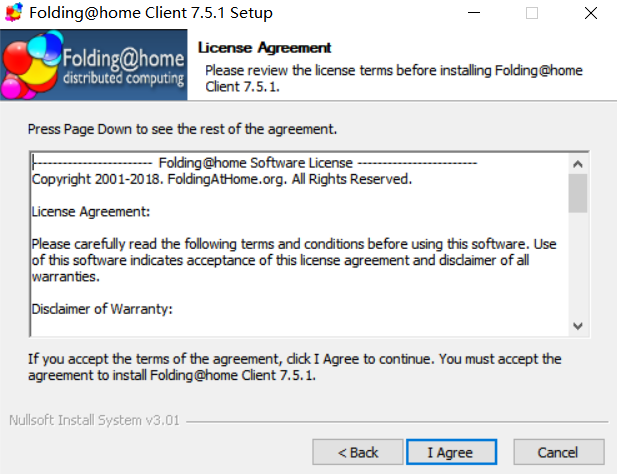 Folding@home Client 7.5.1 Setup
Folding@home
distributed computing
License Agreement
Please review the license terms before installing Folding@home
Client 7.5.1.
Press Page Down to see the rest of the agreement.
------------------------ Folding@home Software License ------------------------
Copyright 2001-2018. FoldingAtHome.org. All Rights Reserved.
License Agreement:
Please carefully read the following terms and conditions before using this software. Use
of this software indicates acceptance of this license agreement and disclaimer of all
warranties.
Disclaimer of Warranty:
If you accept the terms of the agreement, click I Agree to continue. You must accept the
agreement to install Folding@home Client 7.5.1.
Nullsoft Install System v3.01
< Back
I Agree
Cancel